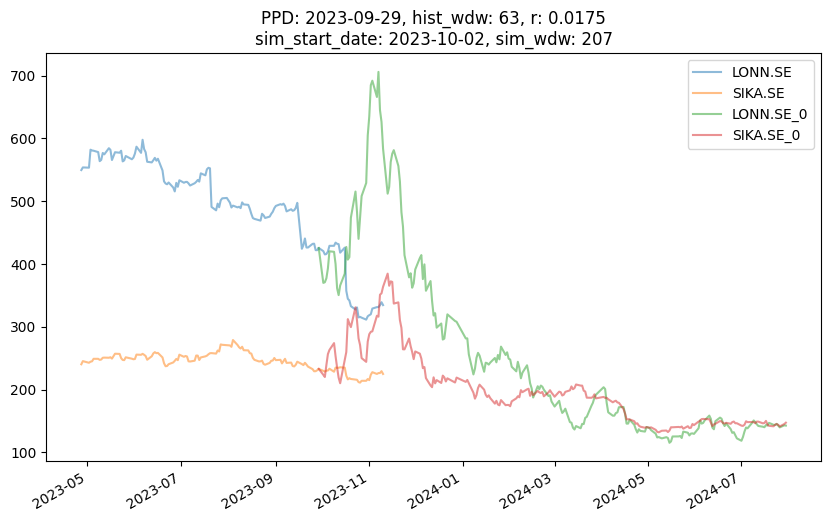 PPD: 2023-09-29, hist_wdw: 63, r: 0.0175
sim_start_date: 2023-10-02, sim_wdw: 207
LONN.SE
SIKA.SE
LONN.SE_0
SIKA.SE_0
700
600
500
400
300
200
100
2023-05
2023-07
2023-09
2023-11
2024-01
2024-03
2024-05
2024-07